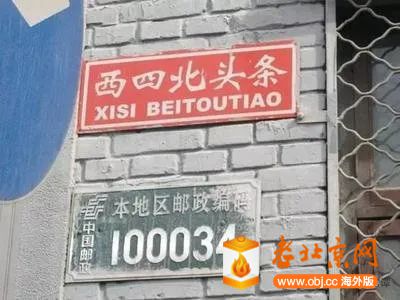 西四北头条
XISI BEITOUTIAO
中国邮政
本地区邮政编码
100034
老北京网
www.obj.cc 海外版